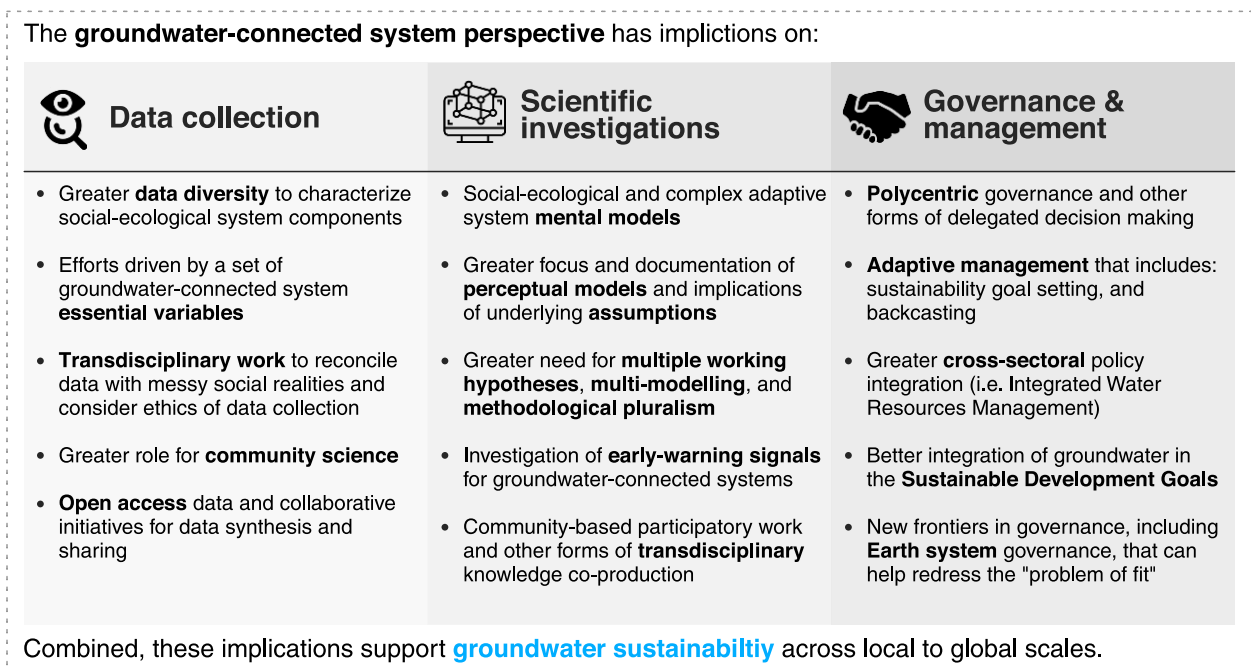 The groundwater-connected system perspective has implictions on:
Data collection
Scientific
investigations
Governance &
management
• Greater data diversity to characterize
social-ecological system components
• Efforts driven by a set of
groundwater-connected system
essential variables
• Transdisciplinary work to reconcile
data with messy social realities and
consider ethics of data collection
• Greater role for community science
• Open access data and collaborative
initiatives for data synthesis and
sharing
• Social-ecological and complex adaptive
system mental models
• Greater focus and documentation of
perceptual models and implications
of underlying assumptions
• Greater need for multiple working
hypotheses, multi-modelling, and
methodological pluralism
• Investigation of early-warning signals
for groundwater-connected systems
• Community-based participatory work
and other forms of transdisciplinary
knowledge co-production
• Polycentric governance and other
forms of delegated decision making
• Adaptive management that includes:
sustainability goal setting, and
backcasting
• Greater cross-sectoral policy
integration (i.e. Integrated Water
Resources Management)
• Better integration of groundwater in
the Sustainable Development Goals
• New frontiers in governance, including
Earth system governance, that can
help redress the "problem of fit"
Combined, these implications support groundwater sustainabiltiy across local to global scales.